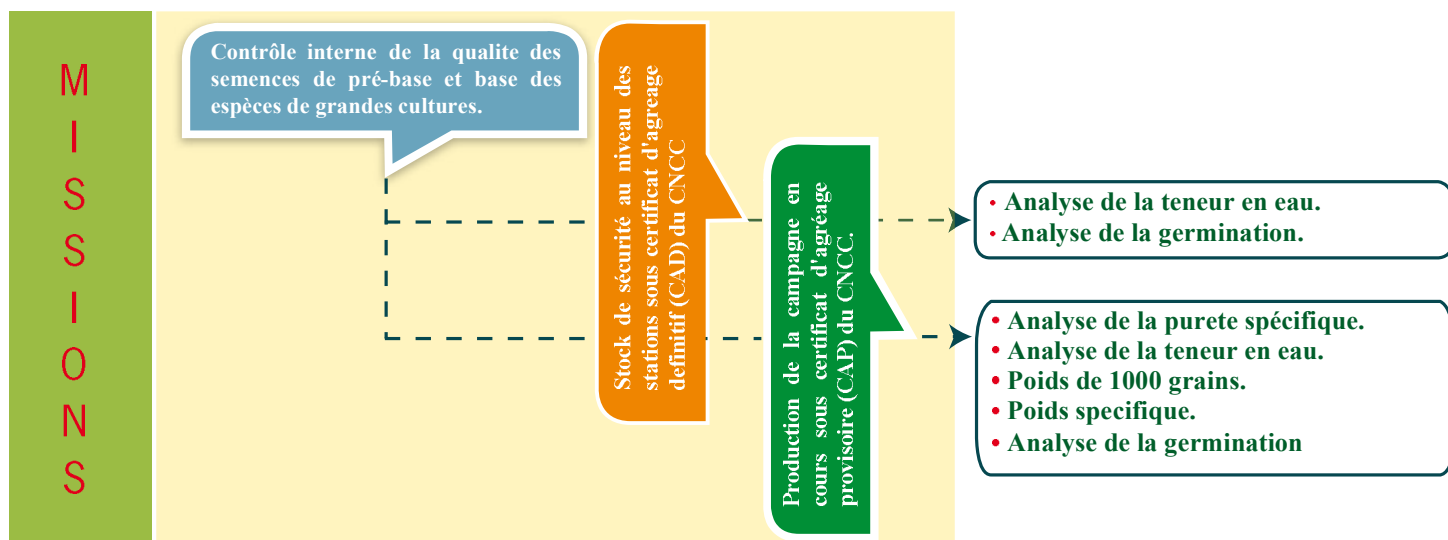 MISSIONS
Contrôle interne de la qualite des
semences de pré-base et base des
espèces de grandes cultures.
Stock de sécurité au niveau des
stations sous certificat d'agreage
definitif (CAD) du CNCC
Production de la campagne en
cours sous certificat d'agréage
provisoire (CAP) du CNCC.
• Analyse de la teneur en eau.
• Analyse de la germination.
• Analyse de la purete spécifique.
• Analyse de la teneur en eau.
• Poids de 1000 grains.
• Poids specifique.
• Analyse de la germination